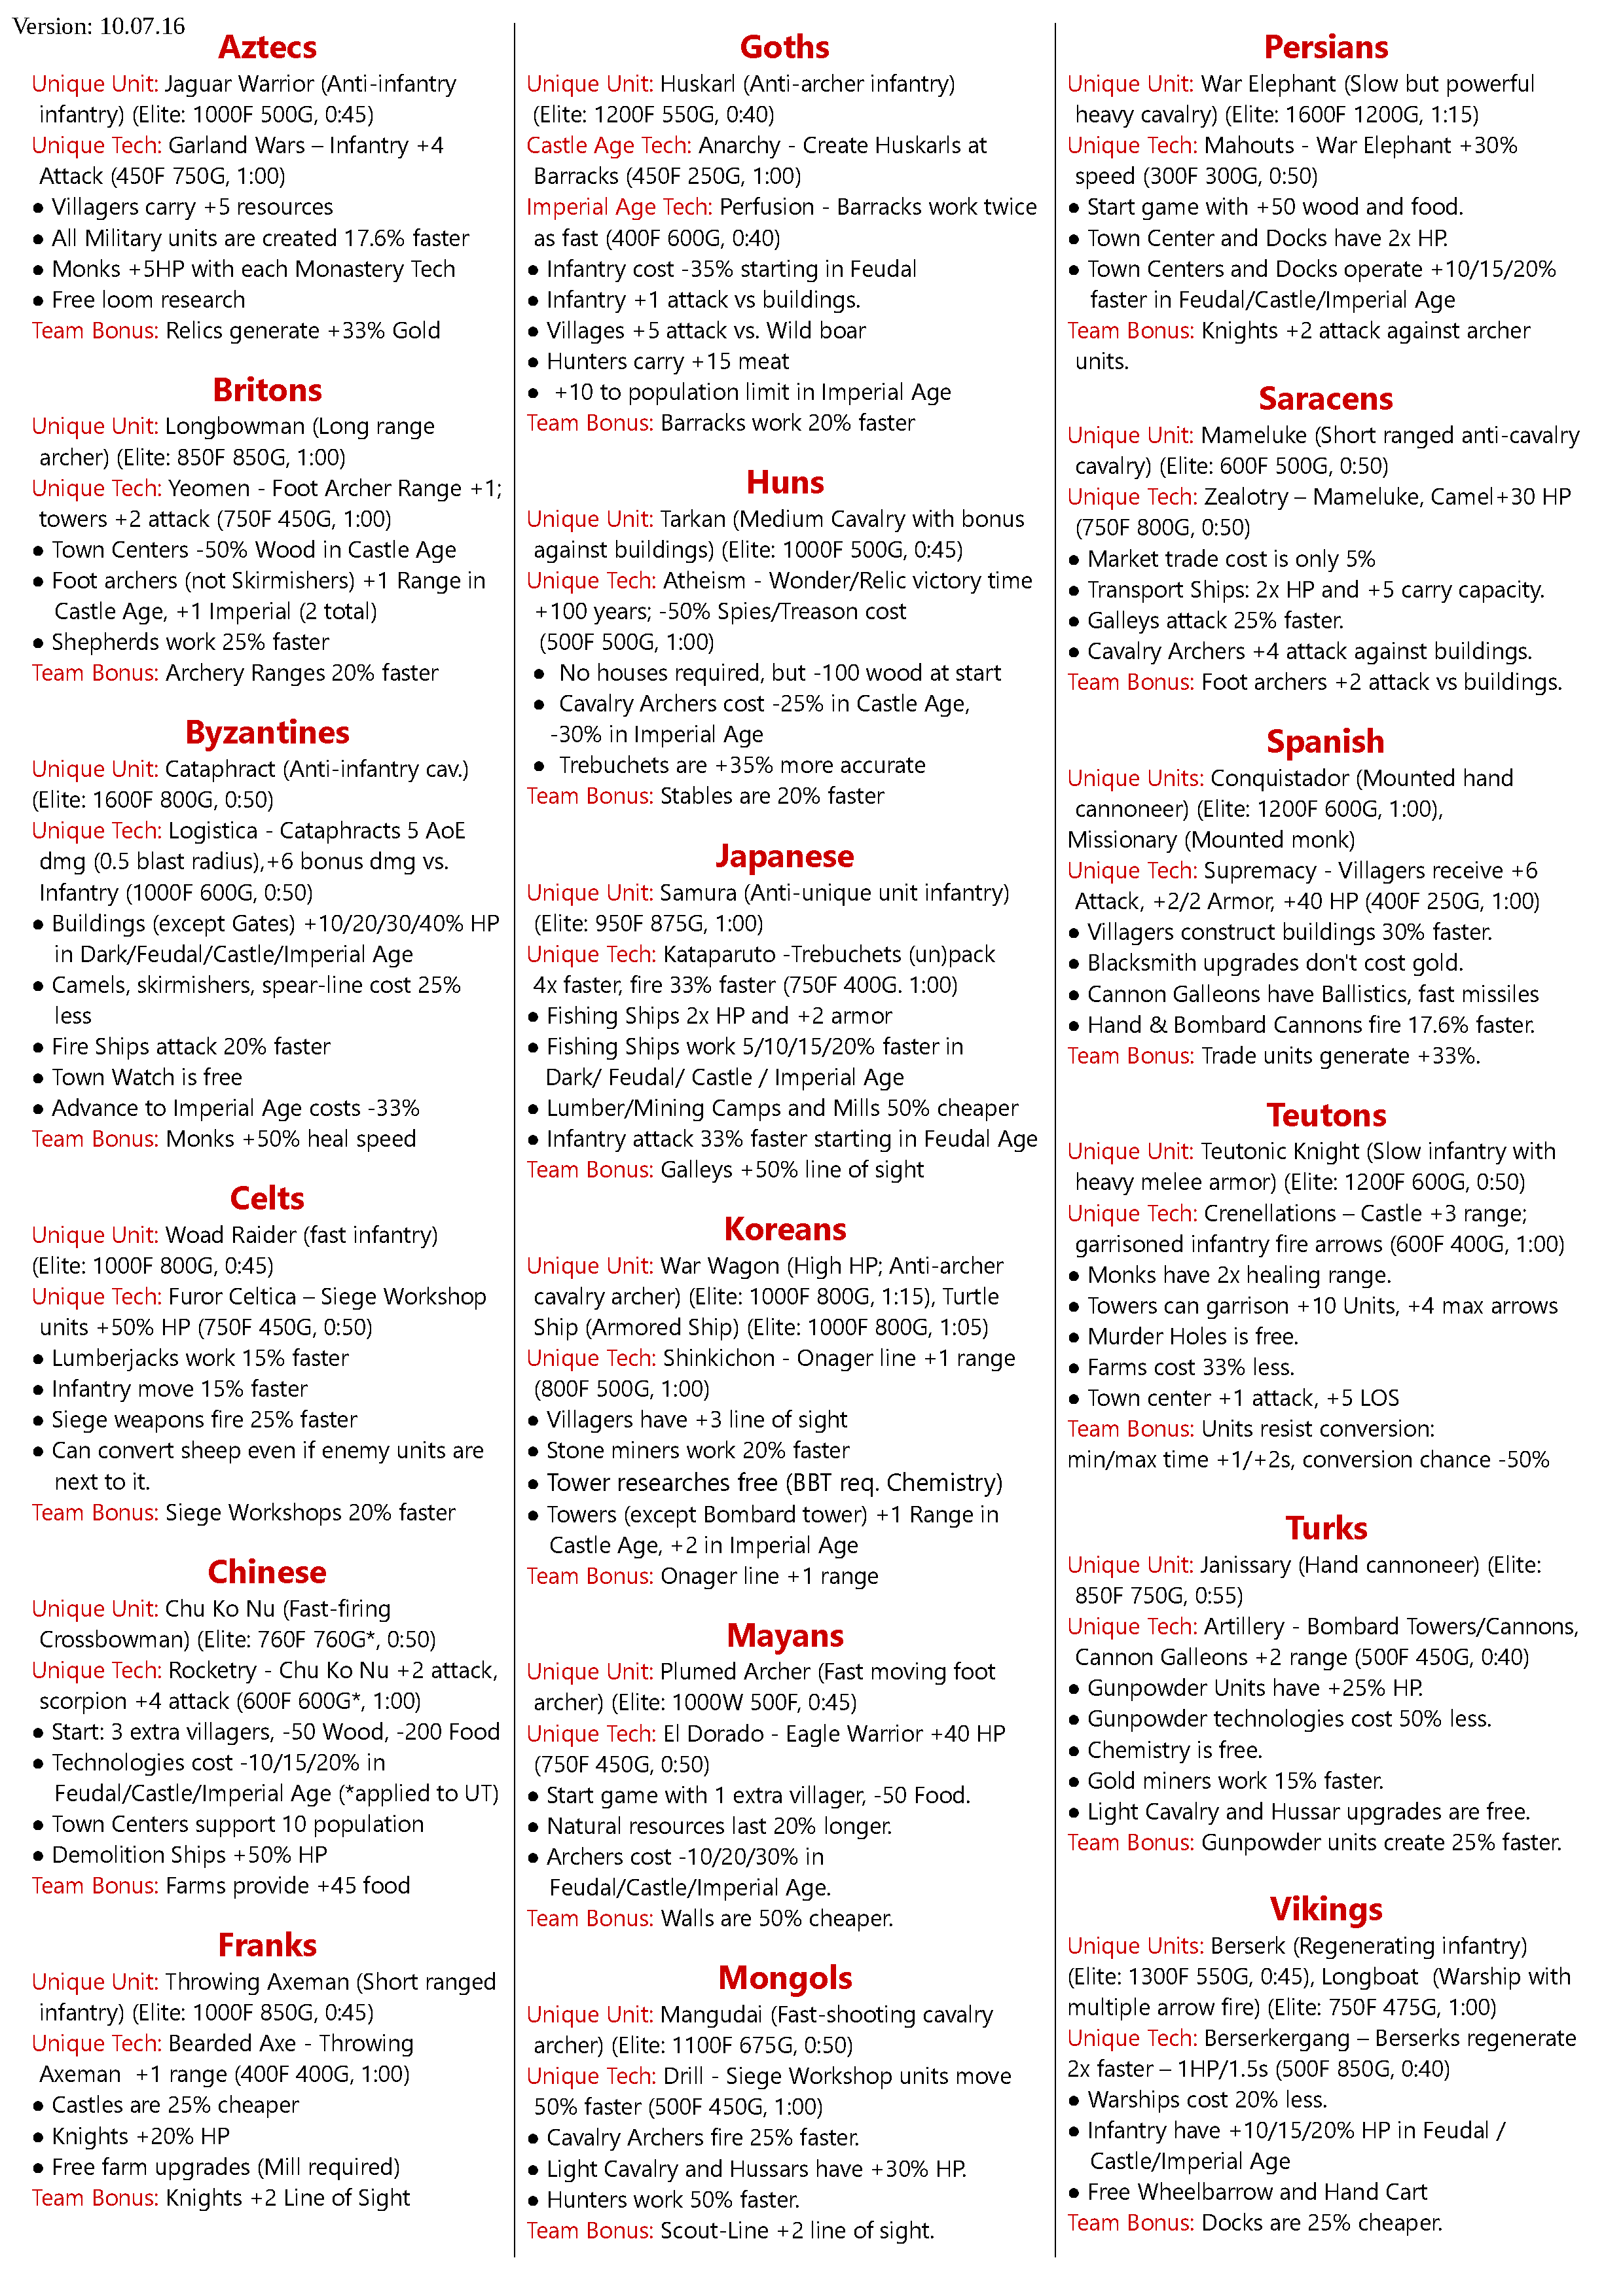 Version: 10.07.16
Aztecs
Unique Unit: Jaguar Warrior (Anti-infantry
infantry) (Elite: 1000F 500G, 0:45)
Unique Tech: Garland Wars – Infantry +4
Attack (450F 750G, 1:00)
● Villagers carry +5 resources
● All Military units are created 17.6% faster
● Monks +5HP with each Monastery Tech
● Free loom research
Team Bonus: Relics generate +33% Gold
Britons
Unique Unit: Longbowman (Long range
archer) (Elite: 850F 850G, 1:00)
Unique Tech: Yeomen - Foot Archer Range +1;
towers +2 attack (750F 450G, 1:00)
● Town Centers -50% Wood in Castle Age
● Foot archers (not Skirmishers) +1 Range in
Castle Age, +1 Imperial (2 total)
● Shepherds work 25% faster
Team Bonus: Archery Ranges 20% faster
Byzantines
Unique Unit: Cataphract (Anti-infantry cav.)
(Elite: 1600F 800G, 0:50)
Unique Tech: Logistica - Cataphracts 5 AoE
dmg (0.5 blast radius),+6 bonus dmg vs.
Infantry (1000F 600G, 0:50)
● Buildings (except Gates) +10/20/30/40% HP
in Dark/Feudal/Castle/Imperial Age
● Camels, skirmishers, spear-line cost 25%
less
● Fire Ships attack 20% faster
● Town Watch is free
● Advance to Imperial Age costs -33%
Team Bonus: Monks +50% heal speed
Celts
Unique Unit: Woad Raider (fast infantry)
(Elite: 1000F 800G, 0:45)
Unique Tech: Furor Celtica – Siege Workshop
units +50% HP (750F 450G, 0:50)
● Lumberjacks work 15% faster
● Infantry move 15% faster
● Siege weapons fire 25% faster
● Can convert sheep even if enemy units are
next to it.
Team Bonus: Siege Workshops 20% faster
Chinese
Unique Unit: Chu Ko Nu (Fast-firing
Crossbowman) (Elite: 760F 760G*, 0:50)
Unique Tech: Rocketry - Chu Ko Nu +2 attack,
scorpion +4 attack (600F 600G*, 1:00)
● Start: 3 extra villagers, -50 Wood, -200 Food
● Technologies cost -10/15/20% in
Feudal/Castle/Imperial Age (*applied to UT)
● Town Centers support 10 population
● Demolition Ships +50% HP
Team Bonus: Farms provide +45 food
Franks
Unique Unit: Throwing Axeman (Short ranged
infantry) (Elite: 1000F 850G, 0:45)
Unique Tech: Bearded Axe - Throwing
Axeman  +1 range (400F 400G, 1:00)
● Castles are 25% cheaper
● Knights +20% HP
● Free farm upgrades (Mill required)
Team Bonus: Knights +2 Line of Sight
Goths
Unique Unit: Huskarl (Anti-archer infantry)
(Elite: 1200F 550G, 0:40)
Castle Age Tech: Anarchy - Create Huskarls at
Barracks (450F 250G, 1:00)
Imperial Age Tech: Perfusion - Barracks work twice
as fast (400F 600G, 0:40)
● Infantry cost -35% starting in Feudal
● Infantry +1 attack vs buildings.
● Villages +5 attack vs. Wild boar
● Hunters carry +15 meat
●  +10 to population limit in Imperial Age
Team Bonus: Barracks work 20% faster
Huns
Unique Unit: Tarkan (Medium Cavalry with bonus
against buildings) (Elite: 1000F 500G, 0:45)
Unique Tech: Atheism - Wonder/Relic victory time
+100 years; -50% Spies/Treason cost
(500F 500G, 1:00)
●  No houses required, but -100 wood at start
●  Cavalry Archers cost -25% in Castle Age,
-30% in Imperial Age
●  Trebuchets are +35% more accurate
Team Bonus: Stables are 20% faster
Japanese
Unique Unit: Samura (Anti-unique unit infantry)
(Elite: 950F 875G, 1:00)
Unique Tech: Kataparuto -Trebuchets (un)pack
4x faster, fire 33% faster (750F 400G. 1:00)
● Fishing Ships 2x HP and +2 armor
● Fishing Ships work 5/10/15/20% faster in
Dark/ Feudal/ Castle / Imperial Age
● Lumber/Mining Camps and Mills 50% cheaper
● Infantry attack 33% faster starting in Feudal Age
Team Bonus: Galleys +50% line of sight
Koreans
Unique Unit: War Wagon (High HP; Anti-archer
cavalry archer) (Elite: 1000F 800G, 1:15), Turtle
Ship (Armored Ship) (Elite: 1000F 800G, 1:05)
Unique Tech: Shinkichon - Onager line +1 range
(800F 500G, 1:00)
● Villagers have +3 line of sight
● Stone miners work 20% faster
● Tower researches free (BBT req. Chemistry)
● Towers (except Bombard tower) +1 Range in
Castle Age, +2 in Imperial Age
Team Bonus: Onager line +1 range
Mayans
Unique Unit: Plumed Archer (Fast moving foot
archer) (Elite: 1000W 500F, 0:45)
Unique Tech: El Dorado - Eagle Warrior +40 HP
(750F 450G, 0:50)
● Start game with 1 extra villager, -50 Food.
● Natural resources last 20% longer.
● Archers cost -10/20/30% in
Feudal/Castle/Imperial Age.
Team Bonus: Walls are 50% cheaper.
Mongols
Unique Unit: Mangudai (Fast-shooting cavalry
archer) (Elite: 1100F 675G, 0:50)
Unique Tech: Drill - Siege Workshop units move
50% faster (500F 450G, 1:00)
● Cavalry Archers fire 25% faster.
● Light Cavalry and Hussars have +30% HP.
● Hunters work 50% faster.
Team Bonus: Scout-Line +2 line of sight.
Persians
Unique Unit: War Elephant (Slow but powerful
heavy cavalry) (Elite: 1600F 1200G, 1:15)
Unique Tech: Mahouts - War Elephant +30%
speed (300F 300G, 0:50)
● Start game with +50 wood and food.
● Town Center and Docks have 2x HP.
● Town Centers and Docks operate +10/15/20%
faster in Feudal/Castle/Imperial Age
Team Bonus: Knights +2 attack against archer
units.
Saracens
Unique Unit: Mameluke (Short ranged anti-cavalry
cavalry) (Elite: 600F 500G, 0:50)
Unique Tech: Zealotry – Mameluke, Camel+30 HP
(750F 800G, 0:50)
● Market trade cost is only 5%
● Transport Ships: 2x HP and +5 carry capacity.
● Galleys attack 25% faster.
● Cavalry Archers +4 attack against buildings.
Team Bonus: Foot archers +2 attack vs buildings.
Spanish
Unique Units: Conquistador (Mounted hand
cannoneer) (Elite: 1200F 600G, 1:00),
Missionary (Mounted monk)
Unique Tech: Supremacy - Villagers receive +6
Attack, +2/2 Armor, +40 HP (400F 250G, 1:00)
● Villagers construct buildings 30% faster.
● Blacksmith upgrades don't cost gold.
● Cannon Galleons have Ballistics, fast missiles
● Hand & Bombard Cannons fire 17.6% faster.
Team Bonus: Trade units generate +33%.
Teutons
Unique Unit: Teutonic Knight (Slow infantry with
heavy melee armor) (Elite: 1200F 600G, 0:50)
Unique Tech: Crenellations – Castle +3 range;
garrisoned infantry fire arrows (600F 400G, 1:00)
● Monks have 2x healing range.
● Towers can garrison +10 Units, +4 max arrows
● Murder Holes is free.
● Farms cost 33% less.
● Town center +1 attack, +5 LOS
Team Bonus: Units resist conversion:
min/max time +1/+2s, conversion chance -50%
Turks
Unique Unit: Janissary (Hand cannoneer) (Elite:
850F 750G, 0:55)
Unique Tech: Artillery - Bombard Towers/Cannons,
Cannon Galleons +2 range (500F 450G, 0:40)
● Gunpowder Units have +25% HP.
● Gunpowder technologies cost 50% less.
● Chemistry is free.
● Gold miners work 15% faster.
● Light Cavalry and Hussar upgrades are free.
Team Bonus: Gunpowder units create 25% faster.
Vikings
Unique Units: Berserk (Regenerating infantry)
(Elite: 1300F 550G, 0:45), Longboat  (Warship with
multiple arrow fire) (Elite: 750F 475G, 1:00)
Unique Tech: Berserkergang – Berserks regenerate
2x faster – 1HP/1.5s (500F 850G, 0:40)
● Warships cost 20% less.
● Infantry have +10/15/20% HP in Feudal /
Castle/Imperial Age
● Free Wheelbarrow and Hand Cart
Team Bonus: Docks are 25% cheaper.